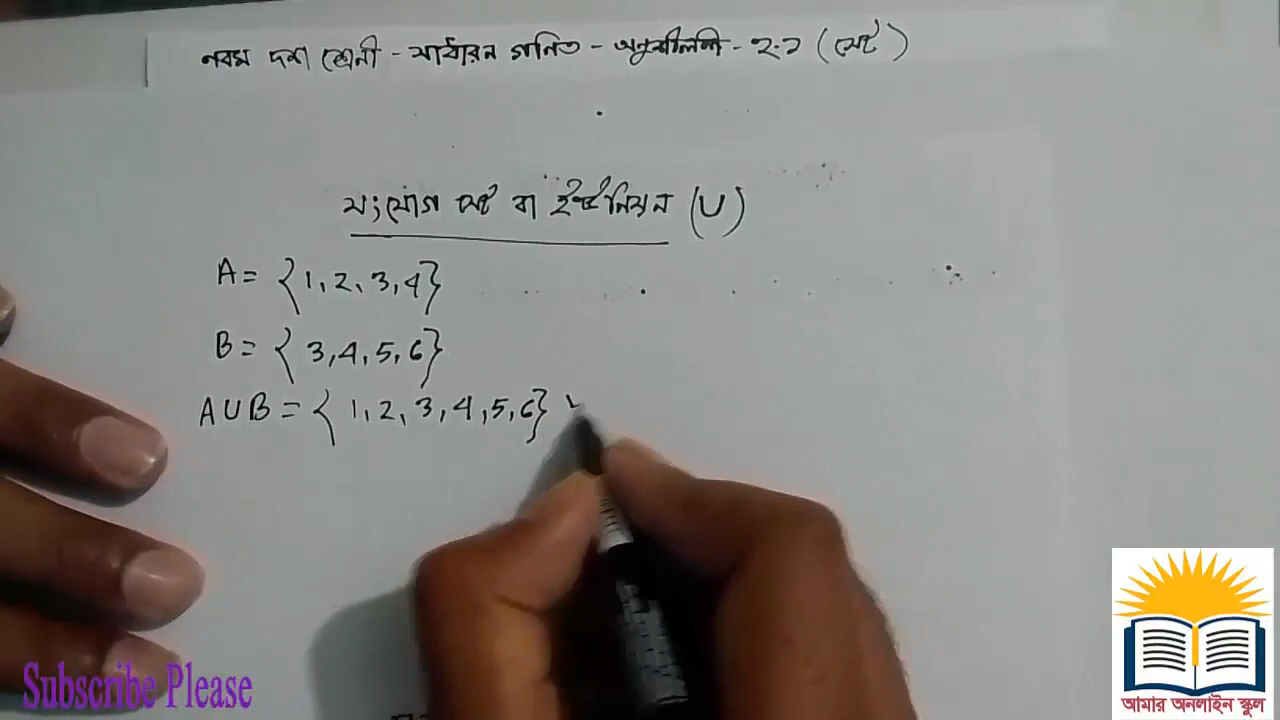 নবম দশ শ্রেনী - সাধারন গনিত - অনুশীলনী - ২.১ (সেট)
সংযোগ সেট বা ইউনিয়ন (U)
A = {1, 2, 3, 4}
B = {3, 4, 5, 6}
A U B = {1, 2, 3, 4, 5, 6}
Subscribe Please
আমার অনলাইন স্কুল